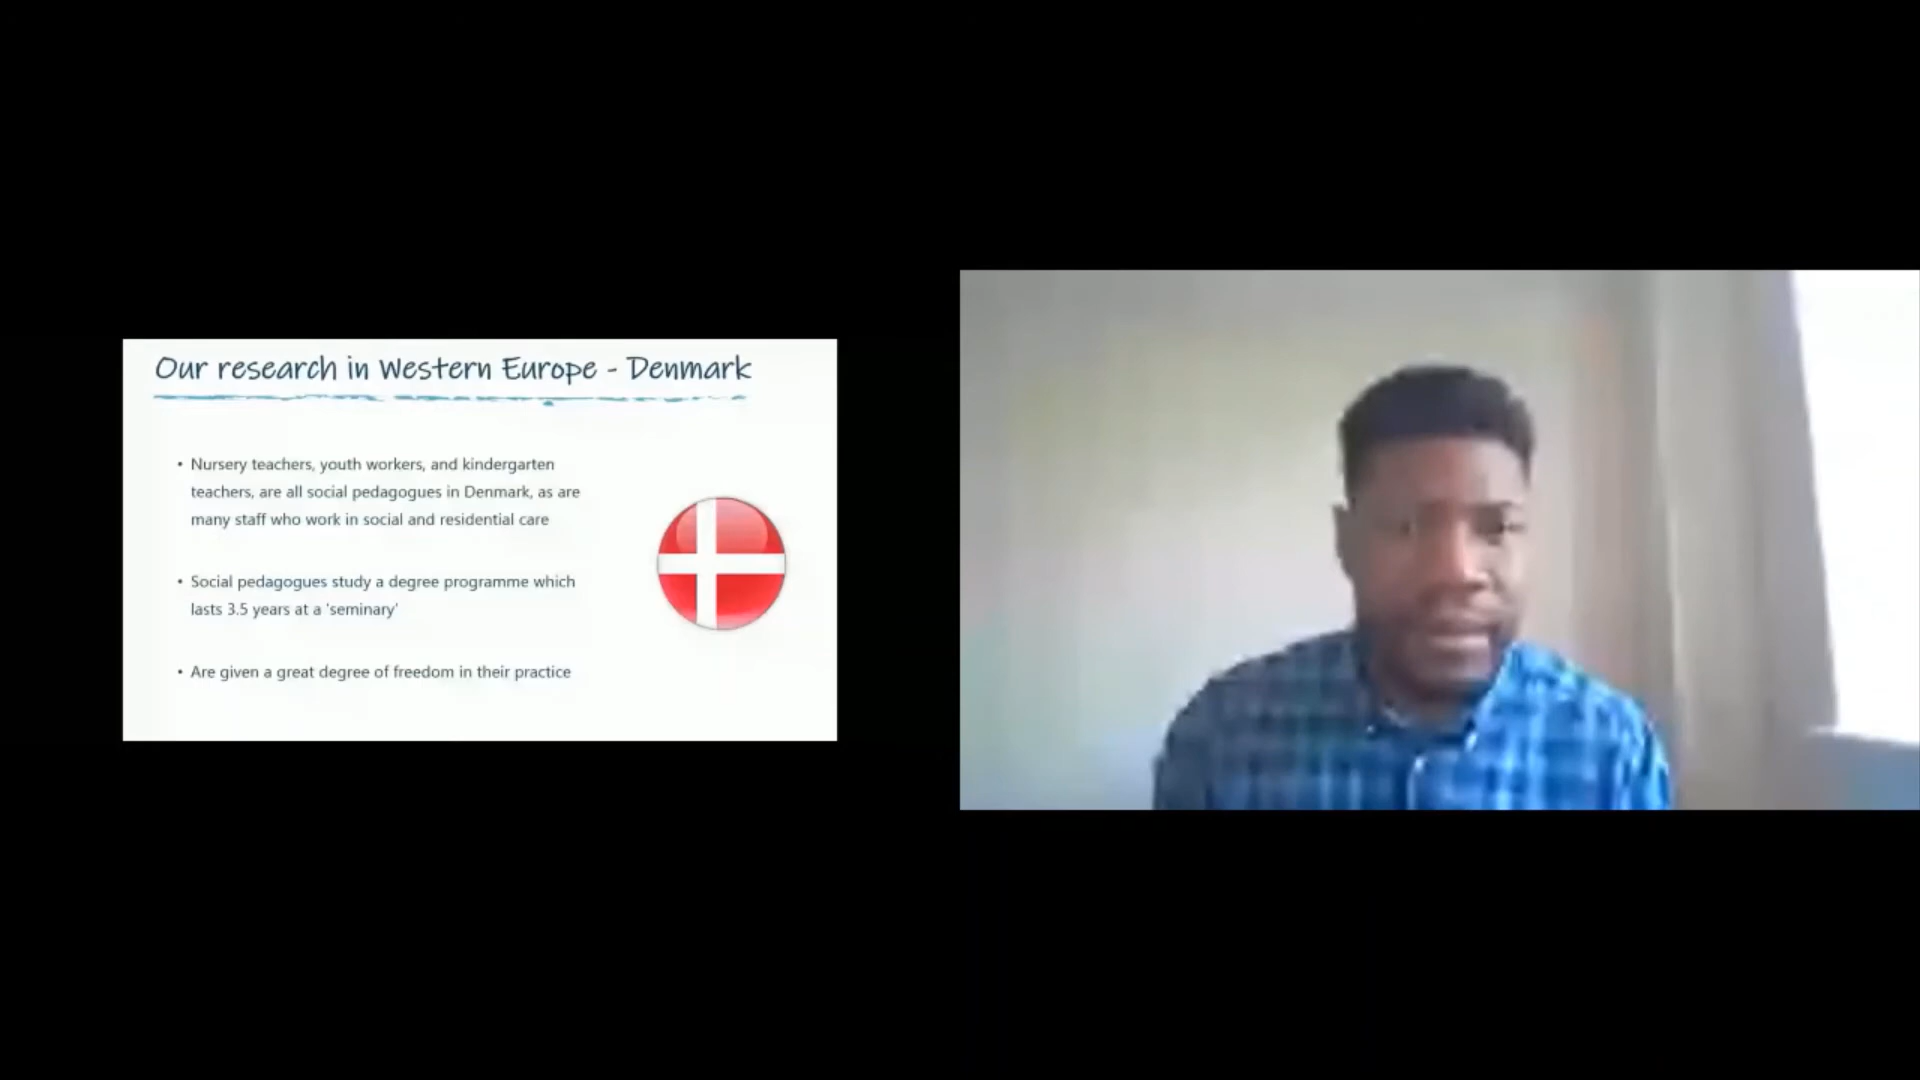 Our research in Western Europe - Denmark
• Nursery teachers, youth workers, and kindergarten
teachers, are all social pedagogues in Denmark, as are
many staff who work in social and residential care
• Social pedagogues study a degree programme which
lasts 3.5 years at a 'seminary'
• Are given a great degree of freedom in their practice